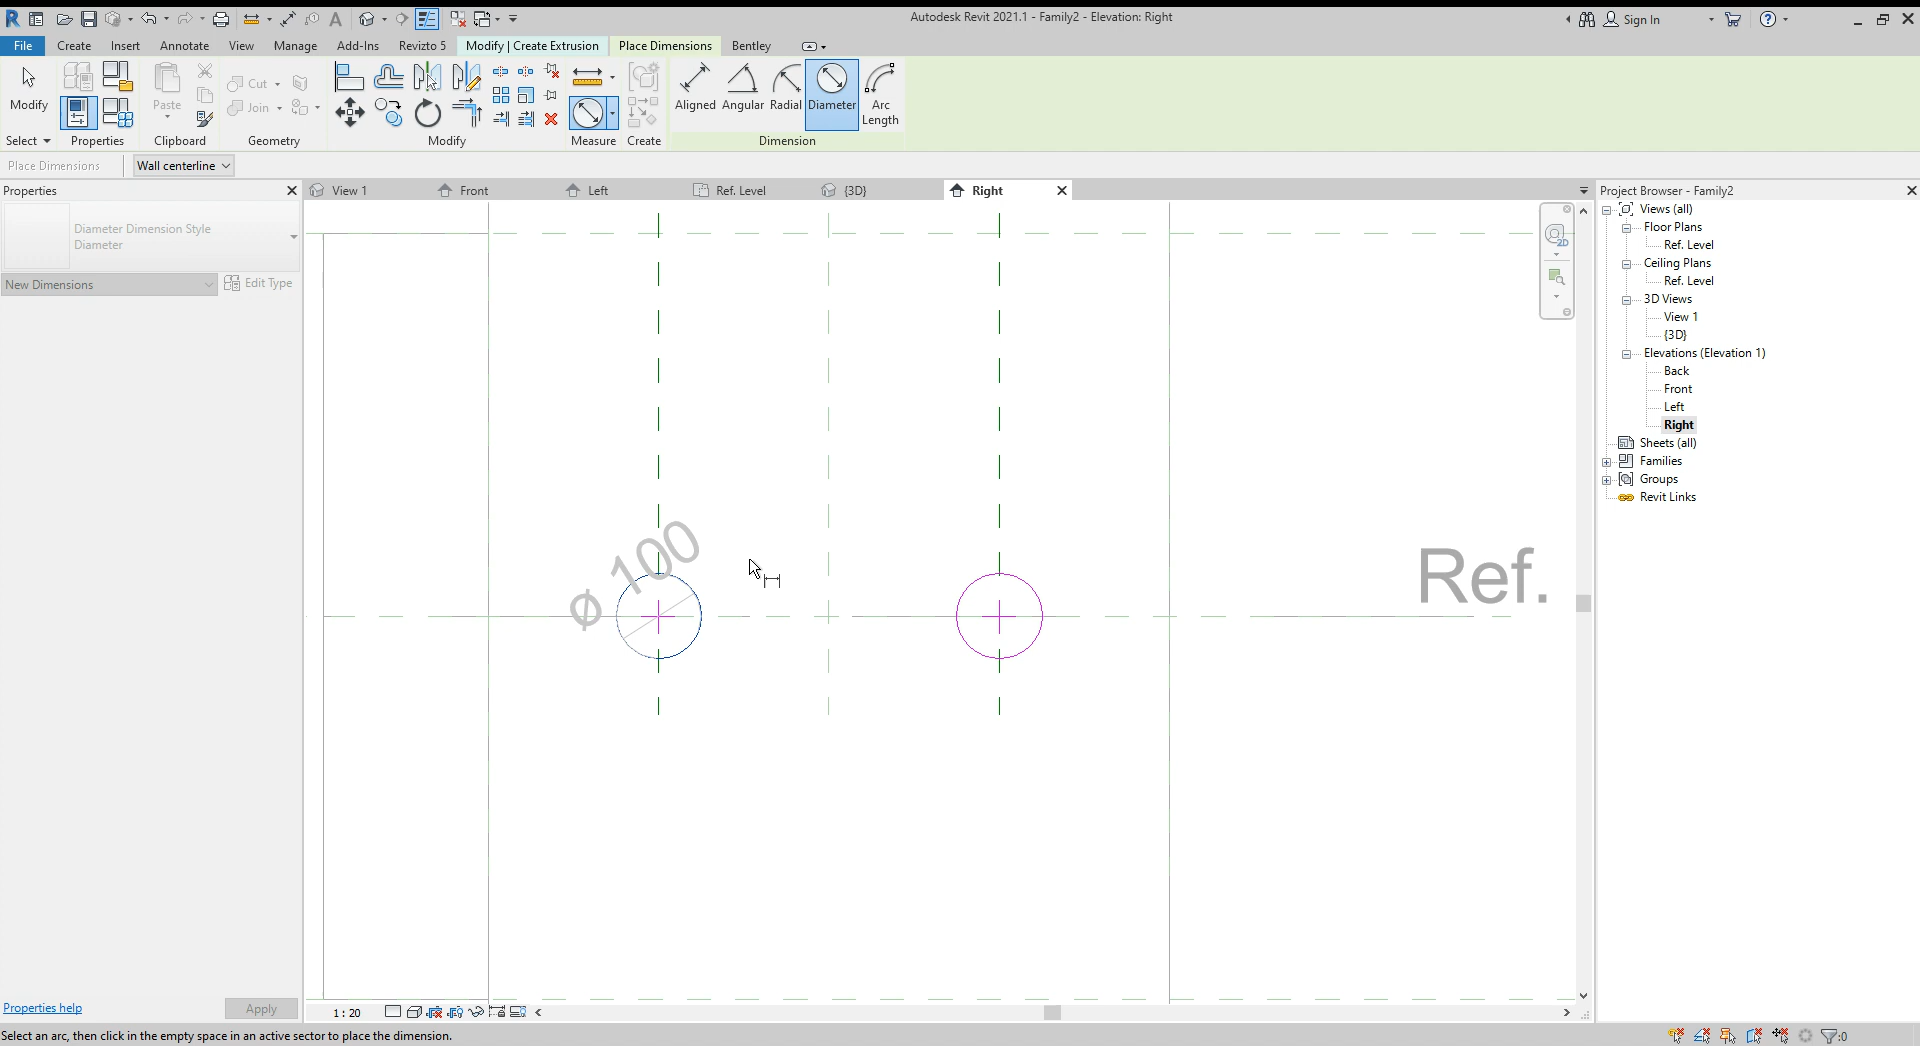 Autodesk Revit 2021.1 - Family2 - Elevation: Right
Sign In
File Create Insert Annotate View Manage Add-Ins Revizto 5 Modify | Create Extrusion Place Dimensions Bentley
Modify
Paste
Cut
Join
Aligned Angular Radial Diameter Arc Length
Select Properties Clipboard Geometry Modify Measure Create Dimension
Place Dimensions Wall centerline
Properties
Diameter Dimension Style
Diameter
New Dimensions Edit Type
Properties help Apply
View 1 Front Left Ref. Level {3D} Right
2D
ø 100
Ref.
1 : 20
Project Browser - Family2
Views (all)
Floor Plans
Ref. Level
Ceiling Plans
Ref. Level
3D Views
View 1
{3D}
Elevations (Elevation 1)
Back
Front
Left
Right
Sheets (all)
Families
Groups
Revit Links
Select an arc, then click in the empty space in an active sector to place the dimension.
:0